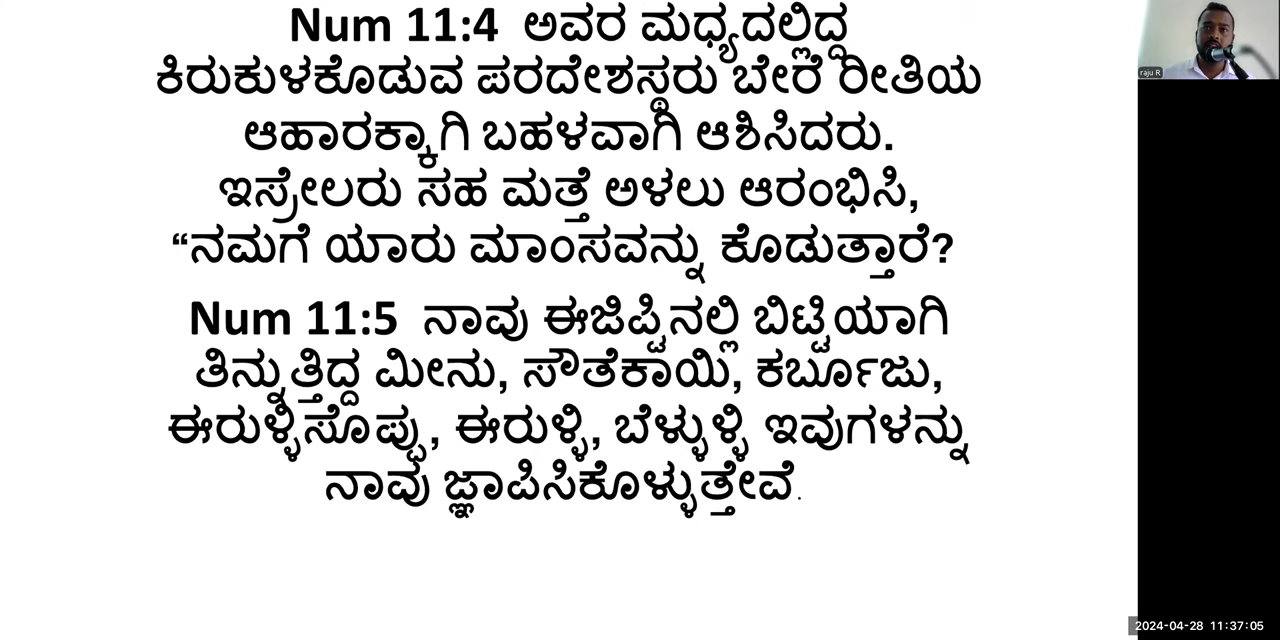 Num 11:4 ಅವರ ಮಧ್ಯದಲ್ಲಿದ್ದ
ಕಿರುಕುಳಕೊಡುವ ಪರದೇಶಸ್ಥರು ಬೇರೆ ರೀತಿಯ
ಆಹಾರಕ್ಕಾಗಿ ಬಹಳವಾಗಿ ಆಶಿಸಿದರು.
ಇಸ್ರೇಲರು ಸಹ ಮತ್ತೆ ಅಳಲು ಆರಂಭಿಸಿ,
“ನಮಗೆ ಯಾರು ಮಾಂಸವನ್ನು ಕೊಡುತ್ತಾರೆ?
Num 11:5 ನಾವು ಈಜಿಪ್ಟಿನಲ್ಲಿ ಬಿಟ್ಟಿಯಾಗಿ
ತಿನ್ನುತ್ತಿದ್ದ ಮೀನು, ಸೌತೆಕಾಯಿ, ಕರ್ಬೂಜು,
ಈರುಳ್ಳಿಸೊಪ್ಪು, ಈರುಳ್ಳಿ, ಬೆಳ್ಳುಳ್ಳಿ ಇವುಗಳನ್ನು
ನಾವು ಜ್ಞಾಪಿಸಿಕೊಳ್ಳುತ್ತೇವೆ.
raju R
2024-04-28 11:37:05